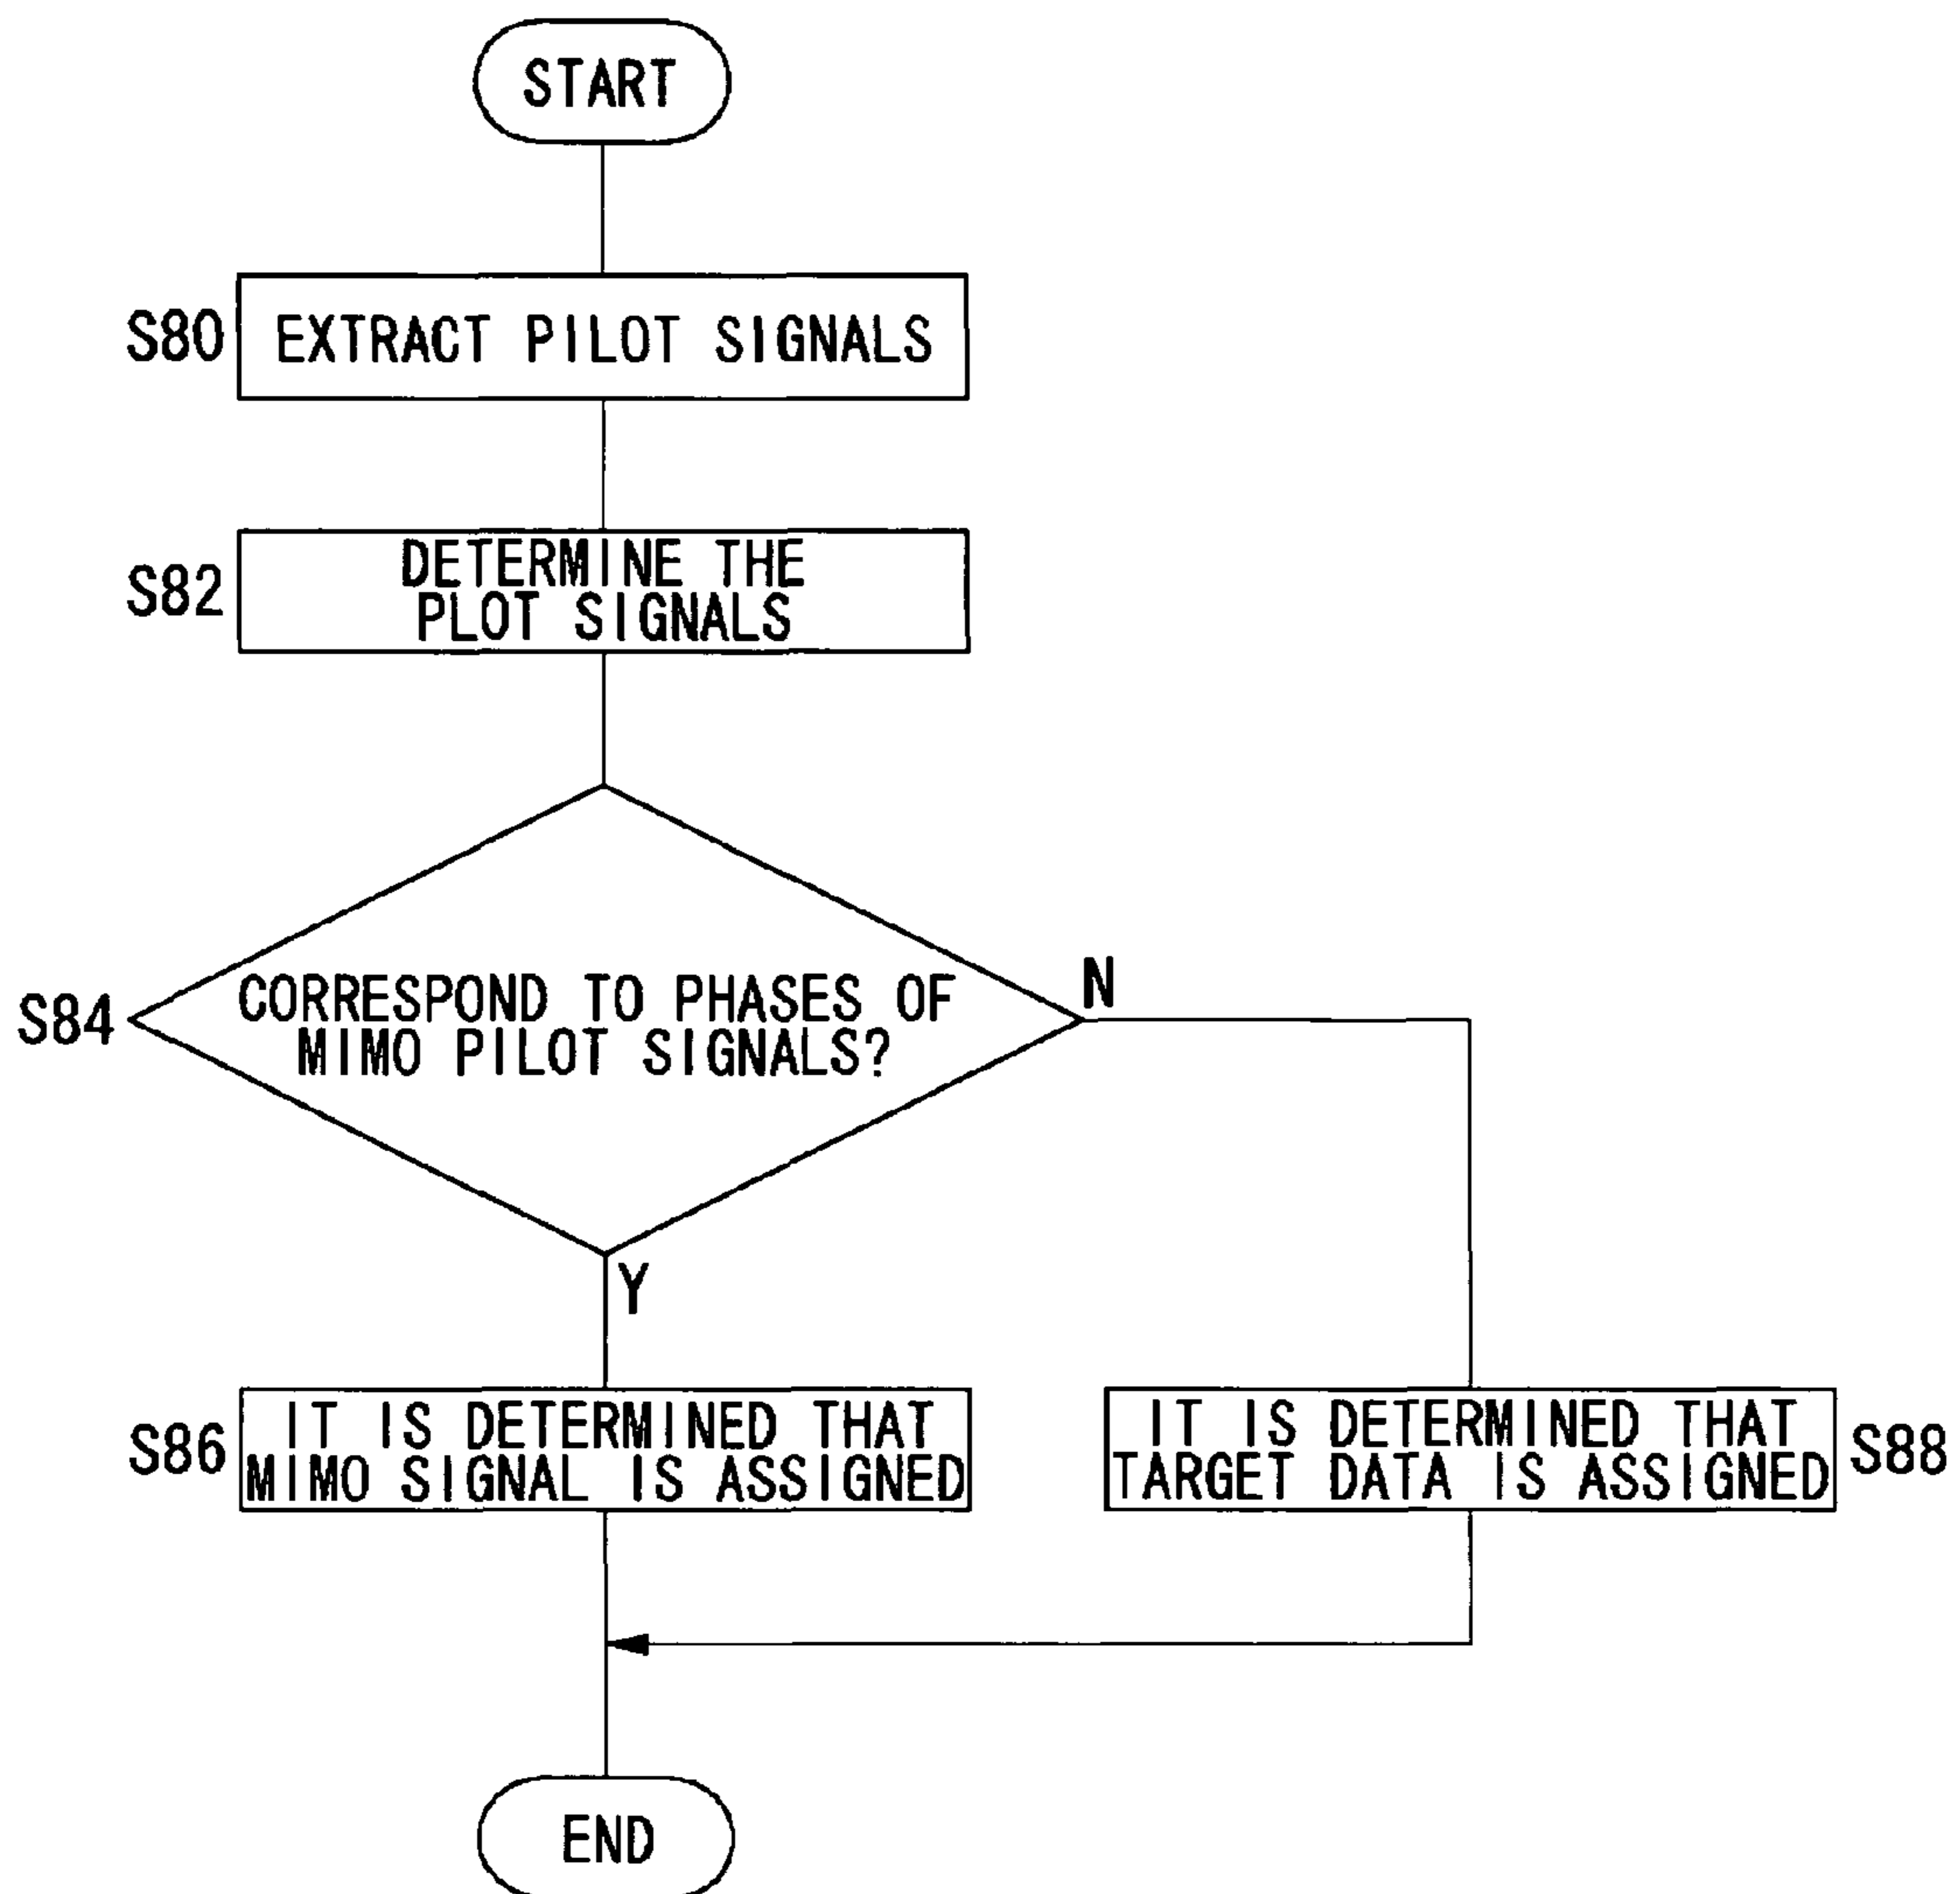 START
S80
EXTRACT PILOT SIGNALS
S82
DETERMINE THE
PLOT SIGNALS
S84
CORRESPOND TO PHASES OF
MIMO PILOT SIGNALS?
N
Y
S86
IT IS DETERMINED THAT
MIMO SIGNAL IS ASSIGNED
IT IS DETERMINED THAT
TARGET DATA IS ASSIGNED
S88
END